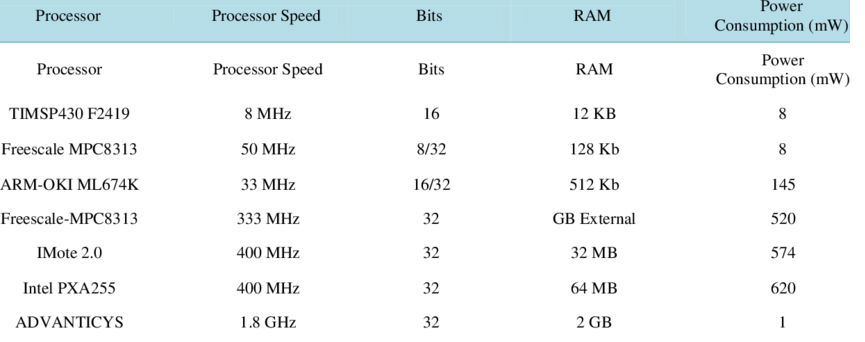 Processor Processor Speed Bits RAM Power Consumption (mW)
Processor Processor Speed Bits RAM Power Consumption (mW)
TIMSP430 F2419 8 MHz 16 12 KB 8
Freescale MPC8313 50 MHz 8/32 128 Kb 8
ARM-OKI ML674K 33 MHz 16/32 512 Kb 145
Freescale-MPC8313 333 MHz 32 GB External 520
IMote 2.0 400 MHz 32 32 MB 574
Intel PXA255 400 MHz 32 64 MB 620
ADVANTICYS 1.8 GHz 32 2 GB 1